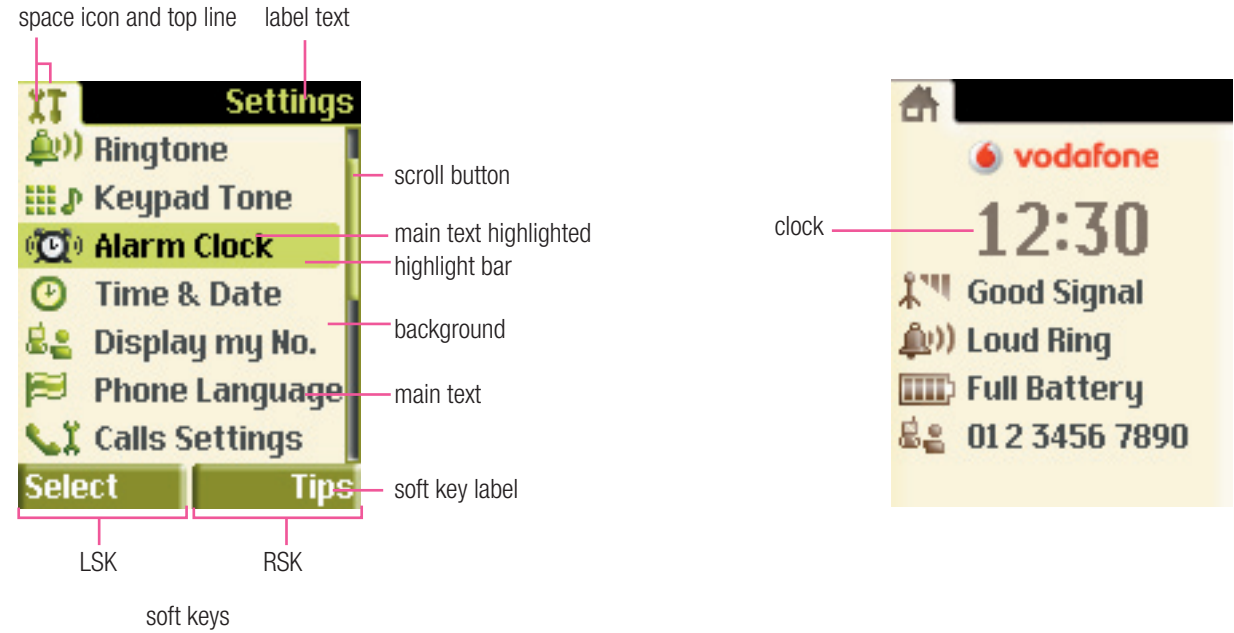 space icon and top line
label text
Settings
Ringtone
Keypad Tone
Alarm Clock
Time & Date
Display my No.
Phone Language
Calls Settings
Select
Tips
scroll button
main text highlighted
highlight bar
background
main text
soft key label
LSK
RSK
soft keys
vodafone
clock
12:30
Good Signal
Loud Ring
Full Battery
012 3456 7890